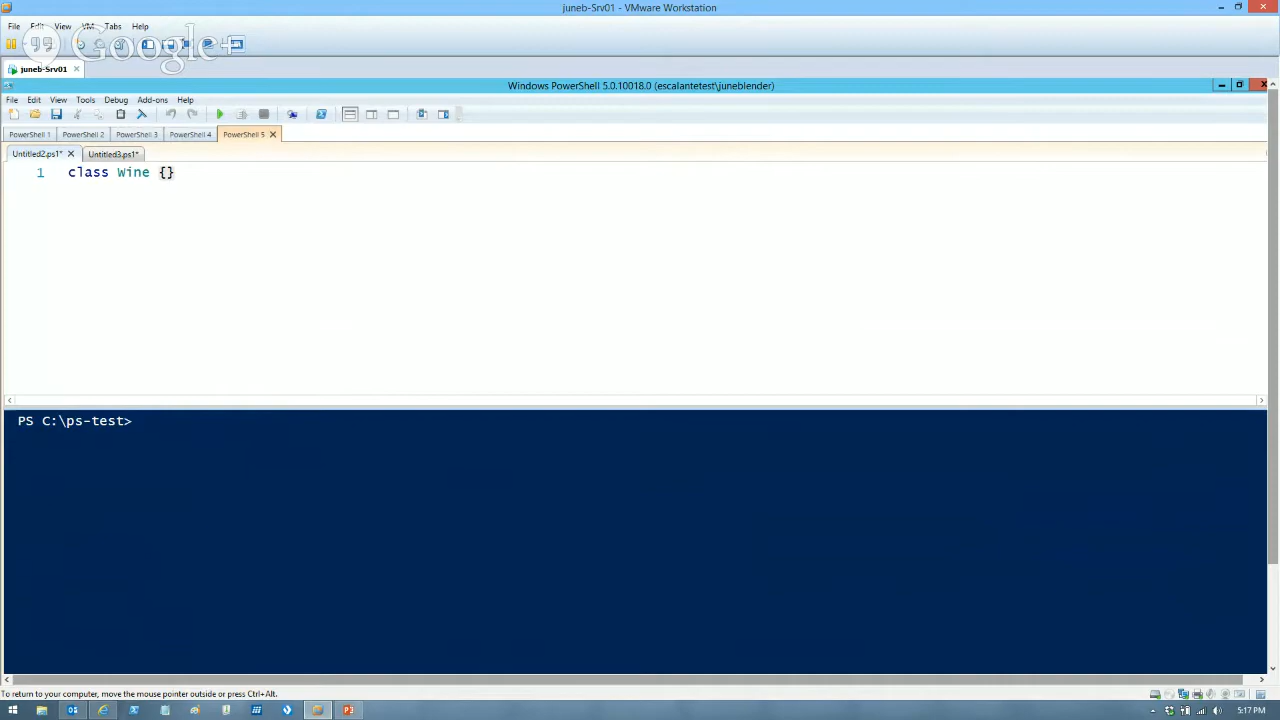 juneb-Srv01 - VMware Workstation
File Edit View VM Tabs Help
Google+
juneb-Srv01
Windows PowerShell 5.0.10018.0 (escalantetest\juneblender)
File Edit View Tools Debug Add-ons Help
PowerShell 1 PowerShell 2 PowerShell 3 PowerShell 4 PowerShell 5
Untitled2.ps1* Untitled3.ps1*
1 class Wine {}
PS C:\ps-test>
To return to your computer, move the mouse pointer outside or press Ctrl+Alt.
5:17 PM